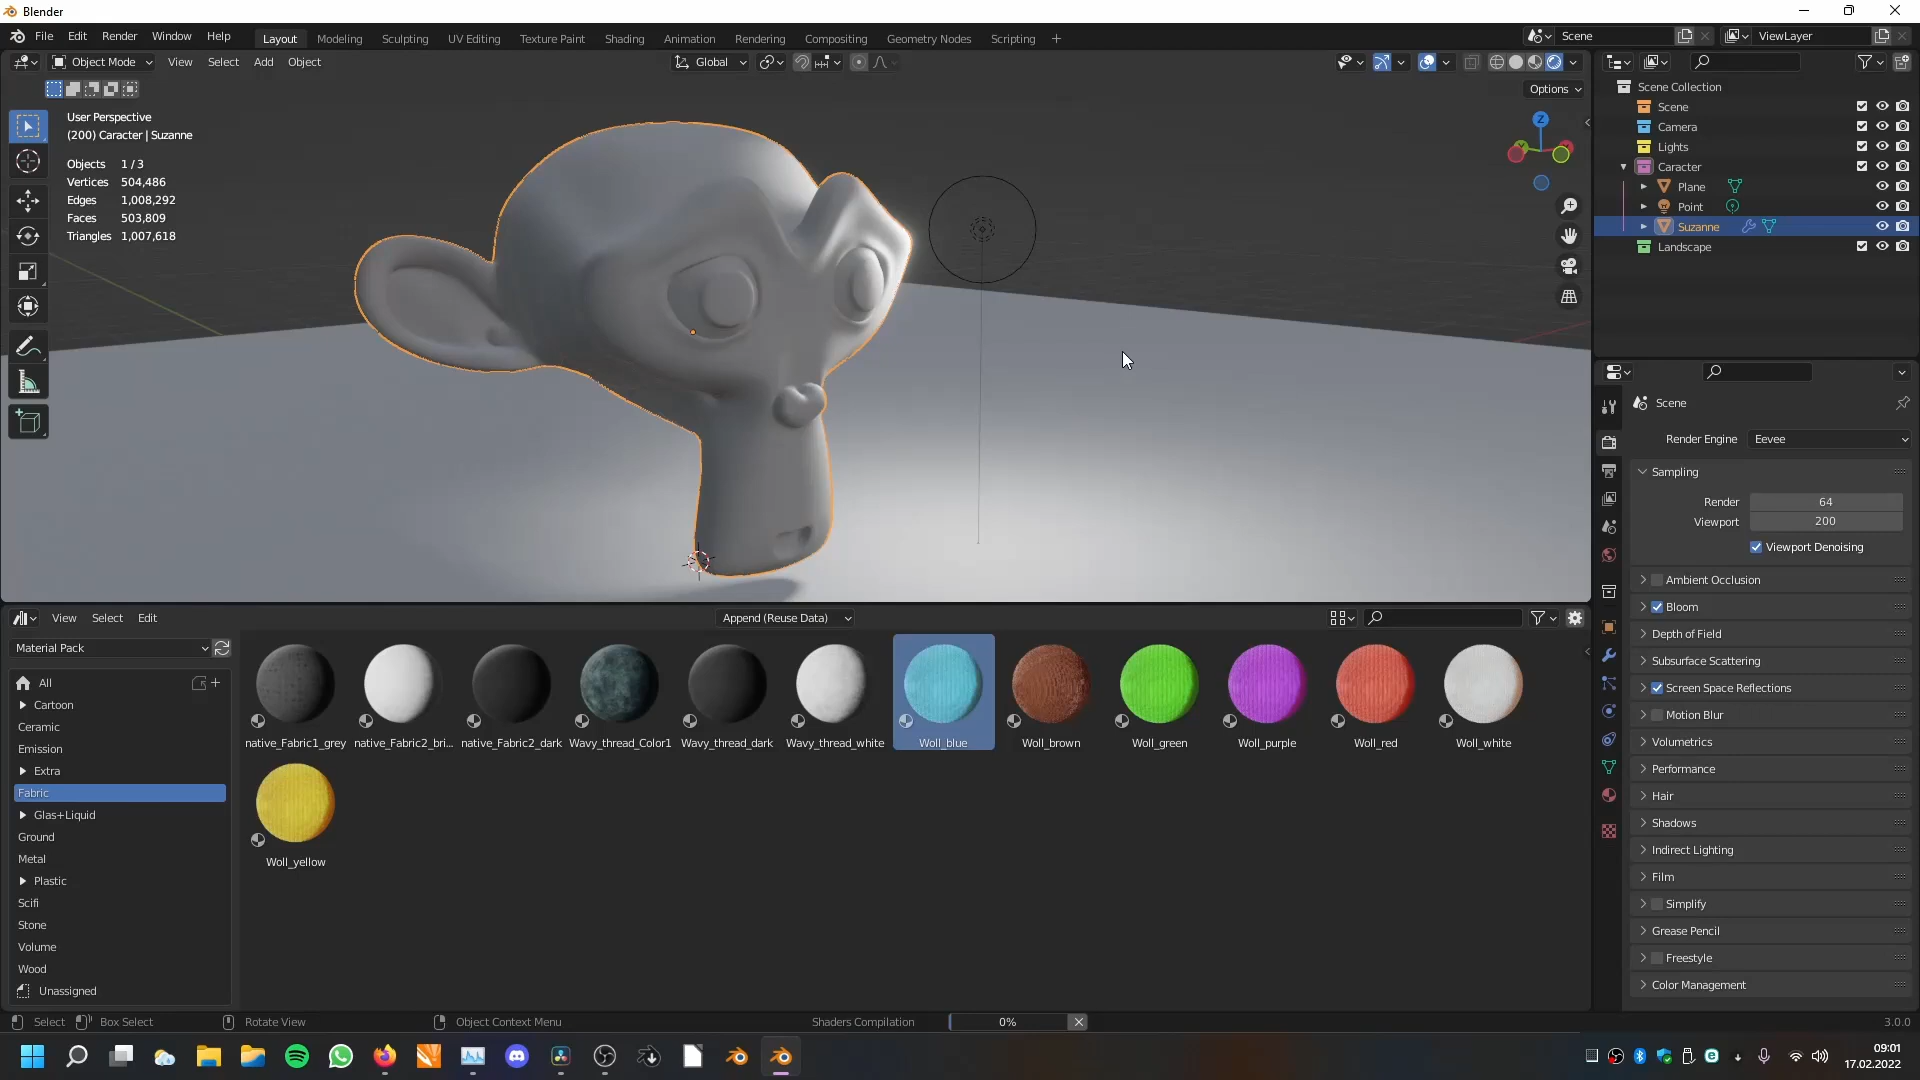 Blender
File Edit Render Window Help Layout Modeling Sculpting UV Editing Texture Paint Shading Animation Rendering Compositing Geometry Nodes Scripting + Scene ViewLayer
Object Mode View Select Add Object Global
Options
User Perspective
(200) Caracter | Suzanne
Objects 1 / 3
Vertices 504,486
Edges 1,008,292
Faces 503,809
Triangles 1,007,618
Z
Scene Collection
Scene
Camera
Lights
Caracter
Plane
Point
Suzanne
Landscape
Scene
Render Engine Eevee
Sampling
Render 64
Viewport 200
Viewport Denoising
Ambient Occlusion
Bloom
Depth of Field
Subsurface Scattering
Screen Space Reflections
Motion Blur
Volumetrics
Performance
Hair
Shadows
Indirect Lighting
Film
Simplify
Grease Pencil
Freestyle
Color Management
View Select Edit Append (Reuse Data)
Material Pack
All
Cartoon
Ceramic
Emission
Extra
Fabric
Glas+Liquid
Ground
Metal
Plastic
Scifi
Stone
Volume
Wood
Unassigned
native_Fabric1_grey native_Fabric2_bri... native_Fabric2_dark Wavy_thread_Color1 Wavy_thread_dark Wavy_thread_white Woll_blue Woll_brown Woll_green Woll_purple Woll_red Woll_white
Woll_yellow
Select Box Select Rotate View Object Context Menu Shaders Compilation 0% 3.0.0
09:01
17.02.2022